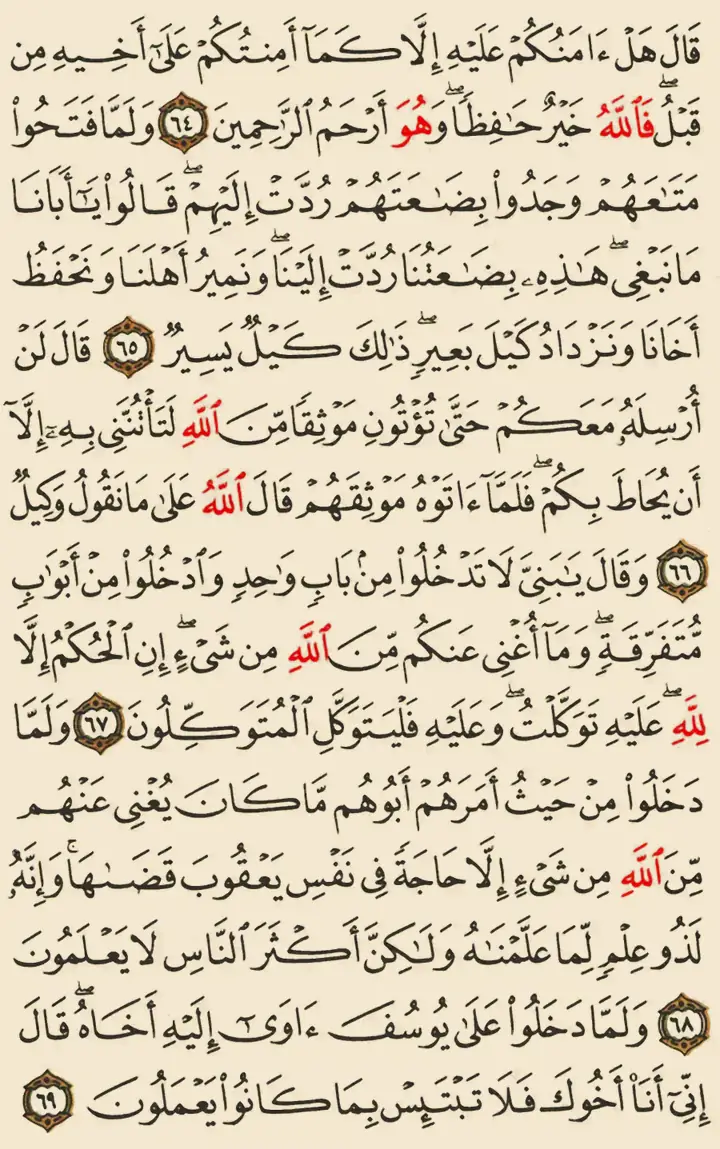 قَالَ هَلْ ءَامَنُكُمْ عَلَيْهِ إِلَّا كَمَآ أَمِنتُكُمْ عَلَىٰٓ أَخِيهِ مِن
قَبْلُ ۖ فَٱللَّهُ خَيْرٌ حَـٰفِظًا ۖ وَهُوَ أَرْحَمُ ٱلرَّٰحِمِينَ ٦٤ وَلَمَّا فَتَحُوا۟
مَتَـٰعَهُمْ وَجَدُوا۟ بِضَـٰعَتَهُمْ رُدَّتْ إِلَيْهِمْ ۖ قَالُوا۟ يَـٰٓأَبَانَا
مَا نَبْغِى ۖ هَـٰذِهِۦ بِضَـٰعَتُنَا رُدَّتْ إِلَيْنَا ۖ وَنَمِيرُ أَهْلَنَا وَنَحْفَظُ
أَخَانَا وَنَزْدَادُ كَيْلَ بَعِيرٍ ۖ ذَٰلِكَ كَيْلٌ يَسِيرٌ ٦٥ قَالَ لَنْ
أُرْسِلَهُۥ مَعَكُمْ حَتَّىٰ تُؤْتُونِ مَوْثِقًا مِّنَ ٱللَّهِ لَتَأْتُنَّنِى بِهِۦٓ إِلَّآ
أَن يُحَاطَ بِكُمْ ۖ فَلَمَّآ ءَاتَوْهُ مَوْثِقَهُمْ قَالَ ٱللَّهُ عَلَىٰ مَا نَقُولُ وَكِيلٌ
٦٦ وَقَالَ يَـٰبَنِىَّ لَا تَدْخُلُوا۟ مِنۢ بَابٍ وَٰحِدٍ وَٱدْخُلُوا۟ مِنْ أَبْوَٰبٍ
مُّتَفَرِّقَةٍ ۖ وَمَآ أُغْنِى عَنكُم مِّنَ ٱللَّهِ مِن شَىْءٍ ۖ إِنِ ٱلْحُكْمُ إِلَّا
لِلَّهِ ۖ عَلَيْهِ تَوَكَّلْتُ ۖ وَعَلَيْهِ فَلْيَتَوَكَّلِ ٱلْمُتَوَكِّلُونَ ٦٧ وَلَمَّا
دَخَلُوا۟ مِنْ حَيْثُ أَمَرَهُمْ أَبُوهُم مَّا كَانَ يُغْنِى عَنْهُم
مِّنَ ٱللَّهِ مِن شَىْءٍ إِلَّا حَاجَةً فِى نَفْسِ يَعْقُوبَ قَضَىٰهَا ۚ وَإِنَّهُۥ
لَذُو عِلْمٍ لِّمَا عَلَّمْنَـٰهُ وَلَـٰكِنَّ أَكْثَرَ ٱلنَّاسِ لَا يَعْلَمُونَ
٦٨ وَلَمَّا دَخَلُوا۟ عَلَىٰ يُوسُفَ ءَاوَىٰٓ إِلَيْهِ أَخَاهُ ۖ قَالَ
إِنِّىٓ أَنَا۠ أَخُوكَ فَلَا تَبْتَئِسْ بِمَا كَانُوا۟ يَعْمَلُونَ ٦٩